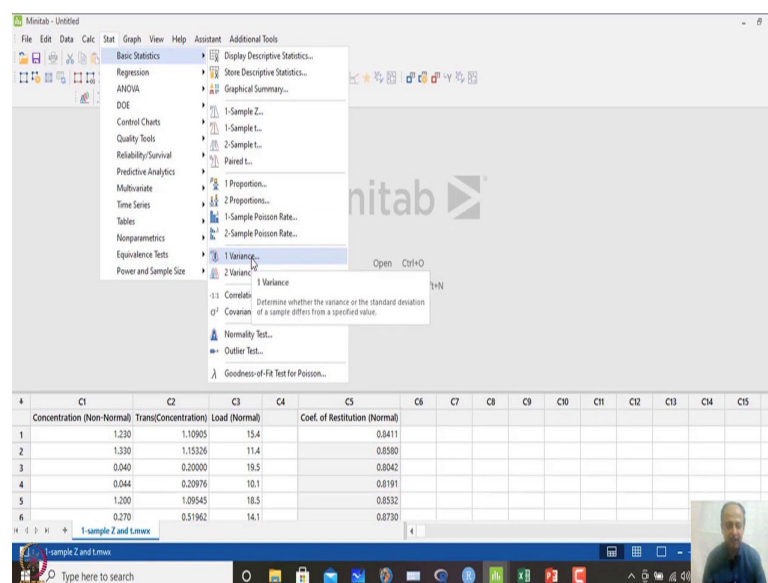 Minitab - Untitled
File Edit Data Calc Stat Graph View Help Assistant Additional Tools
Basic Statistics
Regression
ANOVA
DOE
Control Charts
Quality Tools
Reliability/Survival
Predictive Analytics
Multivariate
Time Series
Tables
Nonparametrics
Equivalence Tests
Power and Sample Size
Display Descriptive Statistics...
Store Descriptive Statistics...
Graphical Summary...
1-Sample Z...
1-Sample t...
2-Sample t...
Paired t...
1 Proportion...
2 Proportions...
1-Sample Poisson Rate...
2-Sample Poisson Rate...
1 Variance...
2 Varianc
1:1 Correlati
σ² Covarian
Normality Test...
Outlier Test...
λ Goodness-of-Fit Test for Poisson...
1 Variance
Determine whether the variance or the standard deviation
of a sample differs from a specified value.
nitab
Open Ctrl+O
C1 C2 C3 C4 C5 C6 C7 C8 C9 C10 C11 C12 C13 C14 C15
Concentration (Non-Normal) Trans(Concentration) Load (Normal) Coef. of Restitution (Normal)
1 1.230 1.10905 15.4 0.8411
2 1.330 1.15326 11.4 0.8580
3 0.040 0.20000 19.5 0.8042
4 0.044 0.20976 10.1 0.8191
5 1.200 1.09545 18.5 0.8532
6 0.270 0.51962 14.1 0.8730
1-sample Z and t.mwx
1-sample Z and t.mwx
Type here to search